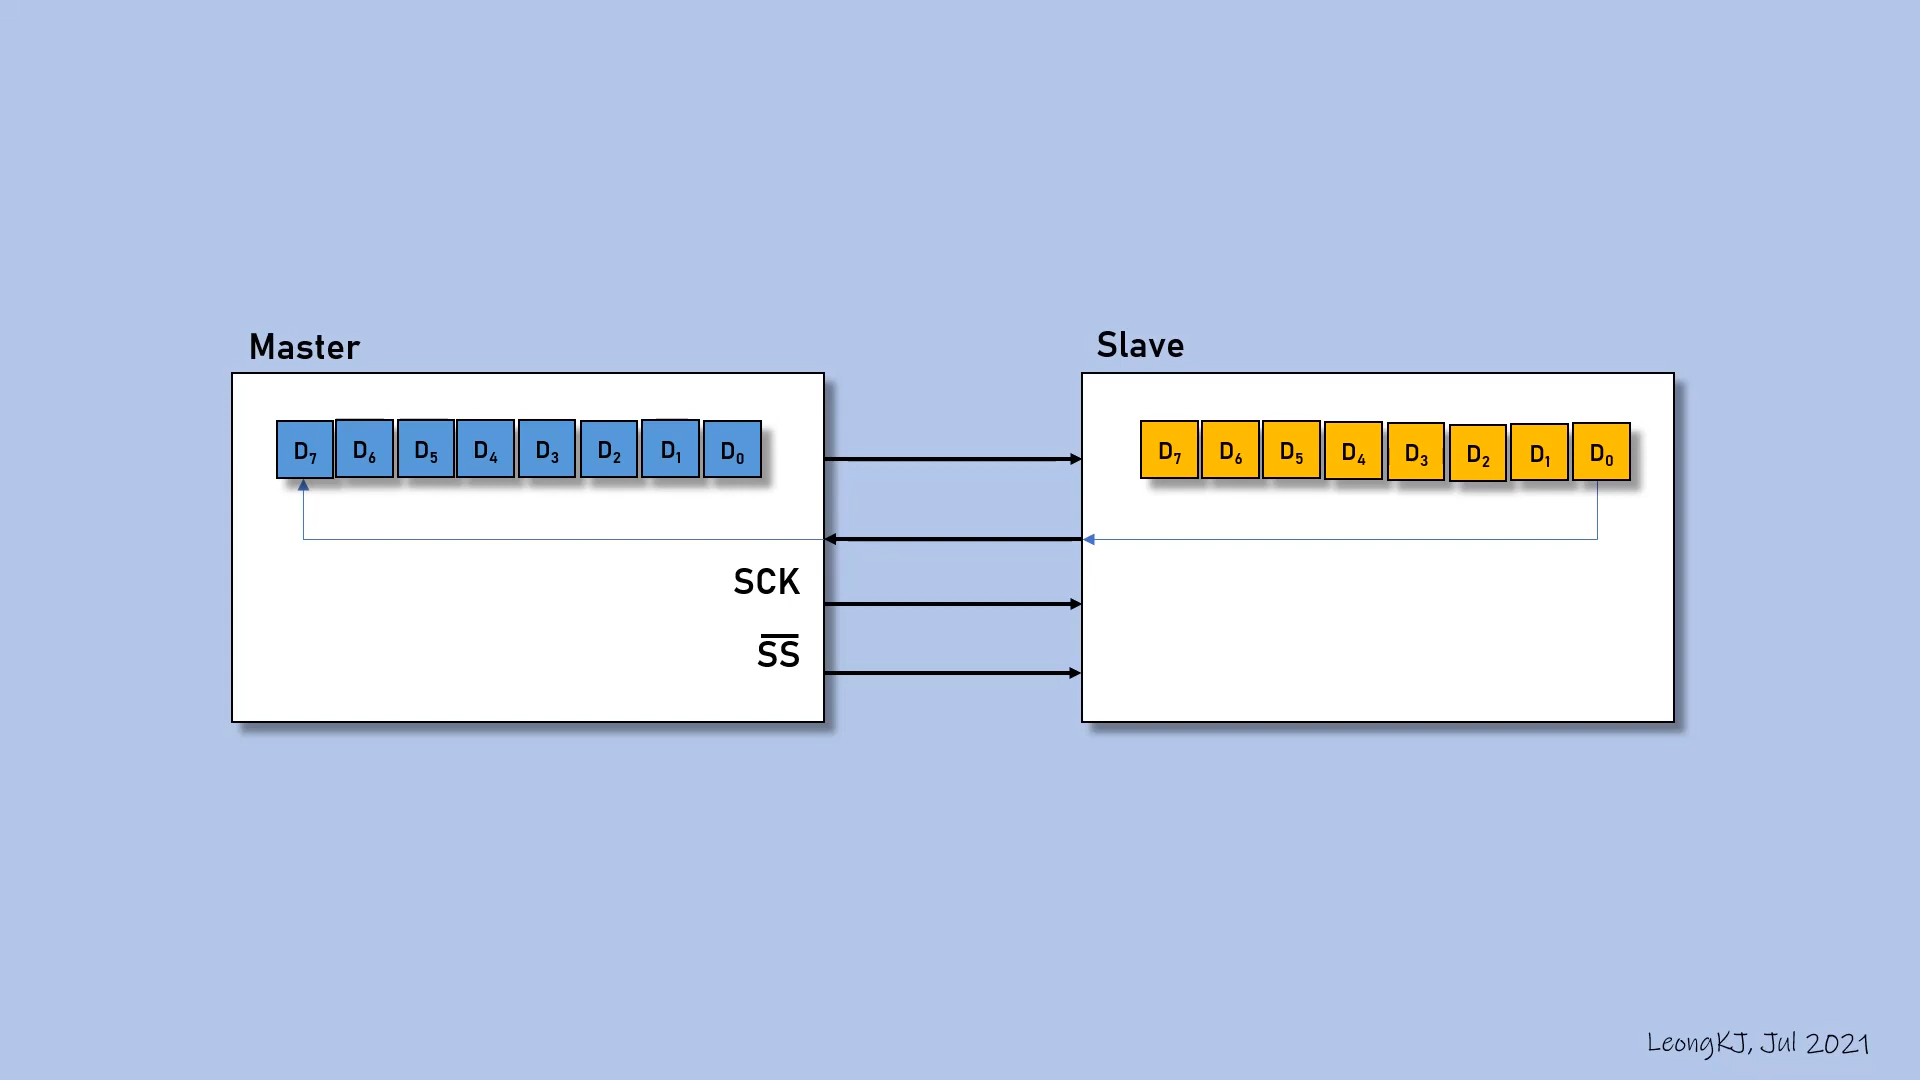 Master
Slave
D₇ D₆ D₅ D₄ D₃ D₂ D₁ D₀
D₇ D₆ D₅ D₄ D₃ D₂ D₁ D₀
SCK
S̅S̅
LeongKJ, Jul 2021